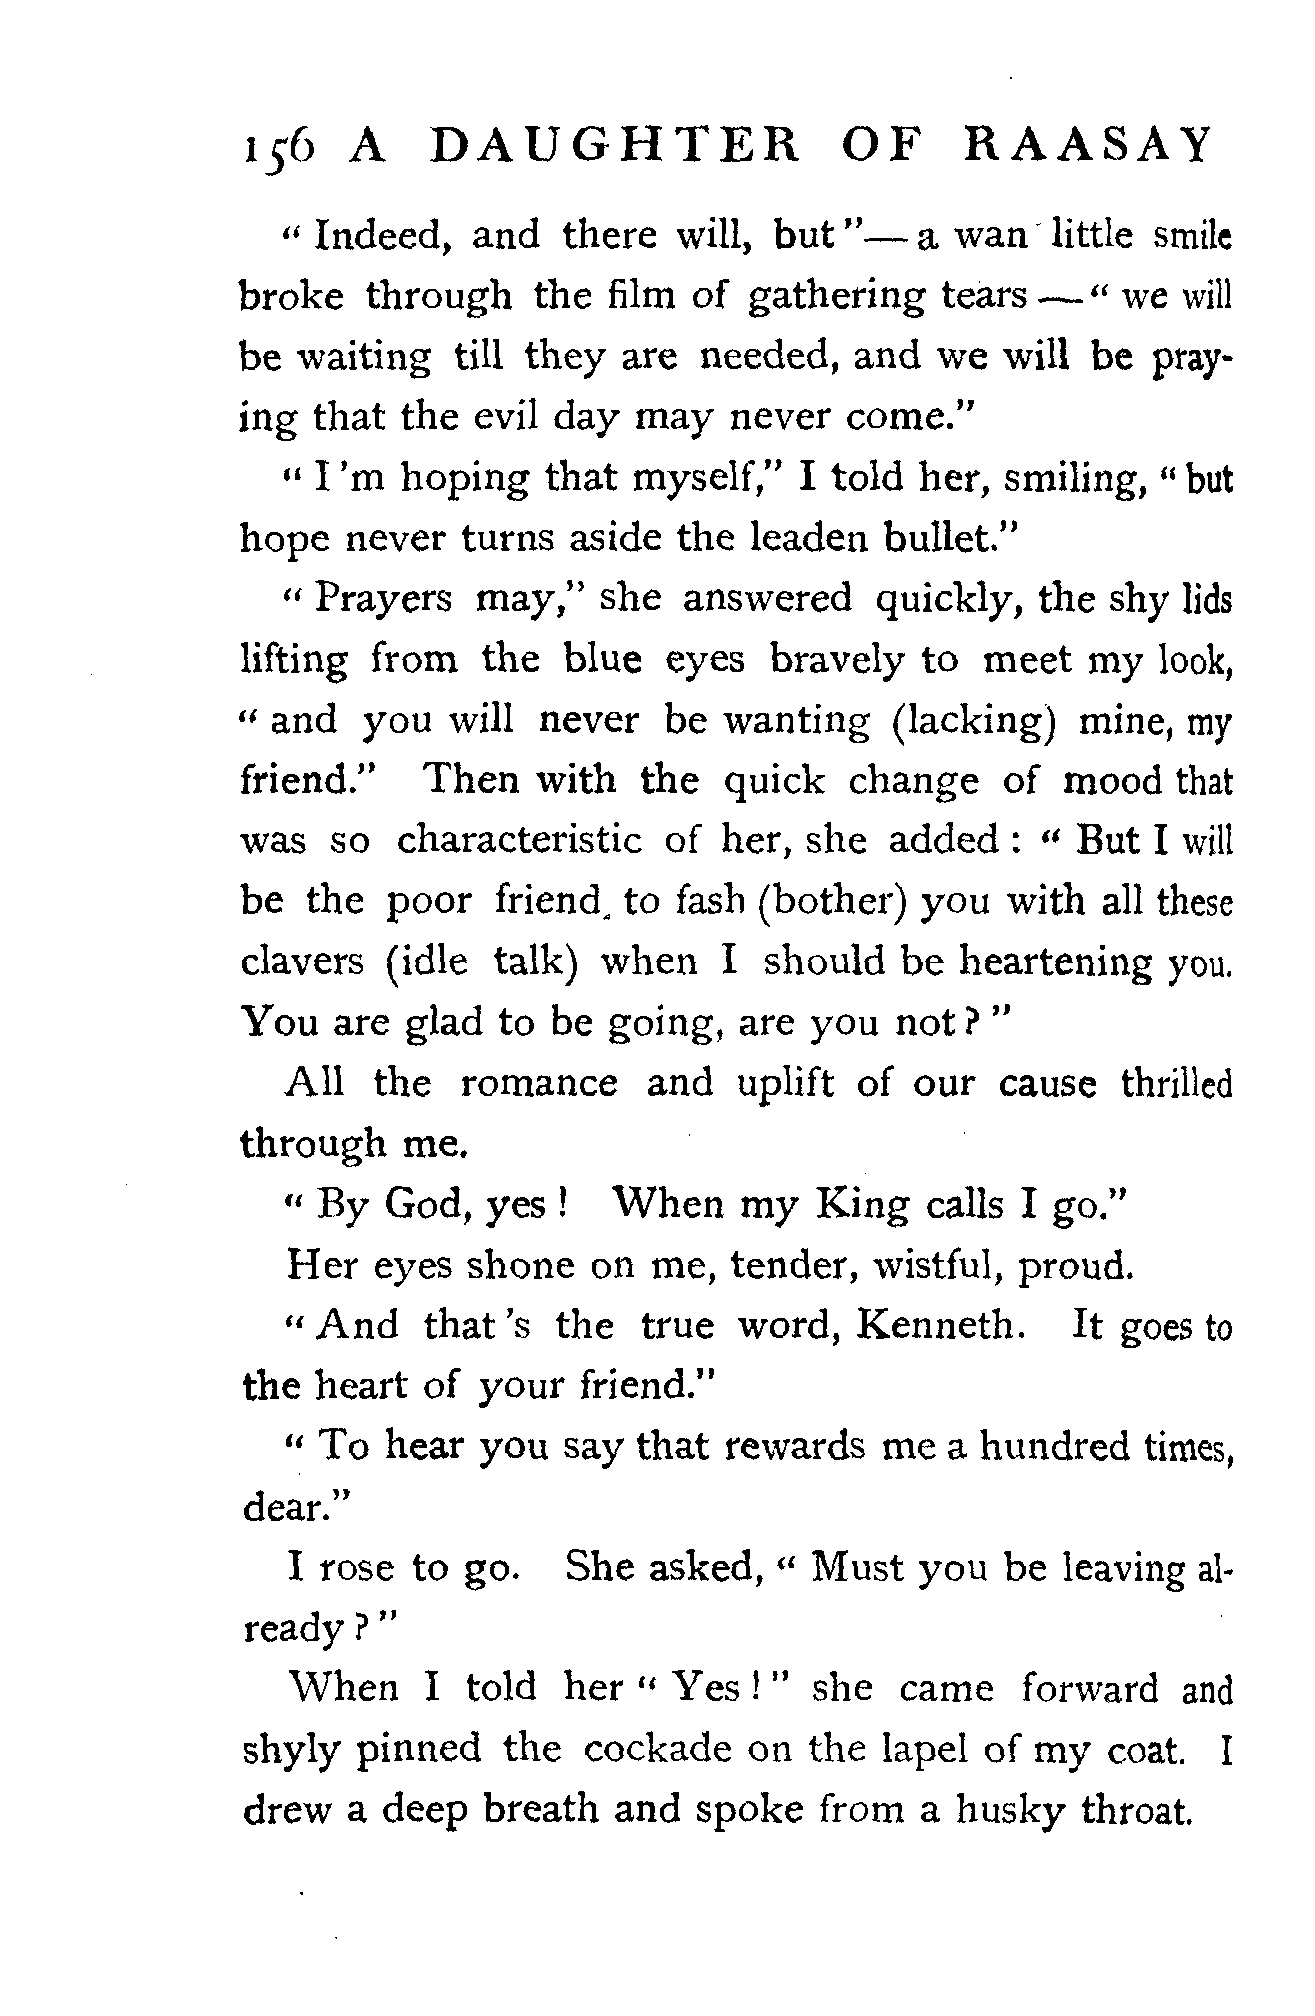 156 A DAUGHTER OF RAASAY
" Indeed, and there will, but"— a wan little smile
broke through the film of gathering tears —" we will
be waiting till they are needed, and we will be pray-
ing that the evil day may never come."
" I'm hoping that myself," I told her, smiling, " but
hope never turns aside the leaden bullet."
" Prayers may," she answered quickly, the shy lids
lifting from the blue eyes bravely to meet my look,
" and you will never be wanting (lacking) mine, my
friend." Then with the quick change of mood that
was so characteristic of her, she added : " But I will
be the poor friend to fash (bother) you with all these
clavers (idle talk) when I should be heartening you.
You are glad to be going, are you not ? "
All the romance and uplift of our cause thrilled
through me.
" By God, yes ! When my King calls I go."
Her eyes shone on me, tender, wistful, proud.
" And that 's the true word, Kenneth. It goes to
the heart of your friend."
" To hear you say that rewards me a hundred times,
dear."
I rose to go. She asked, " Must you be leaving al-
ready ? "
When I told her " Yes ! " she came forward and
shyly pinned the cockade on the lapel of my coat. I
drew a deep breath and spoke from a husky throat.